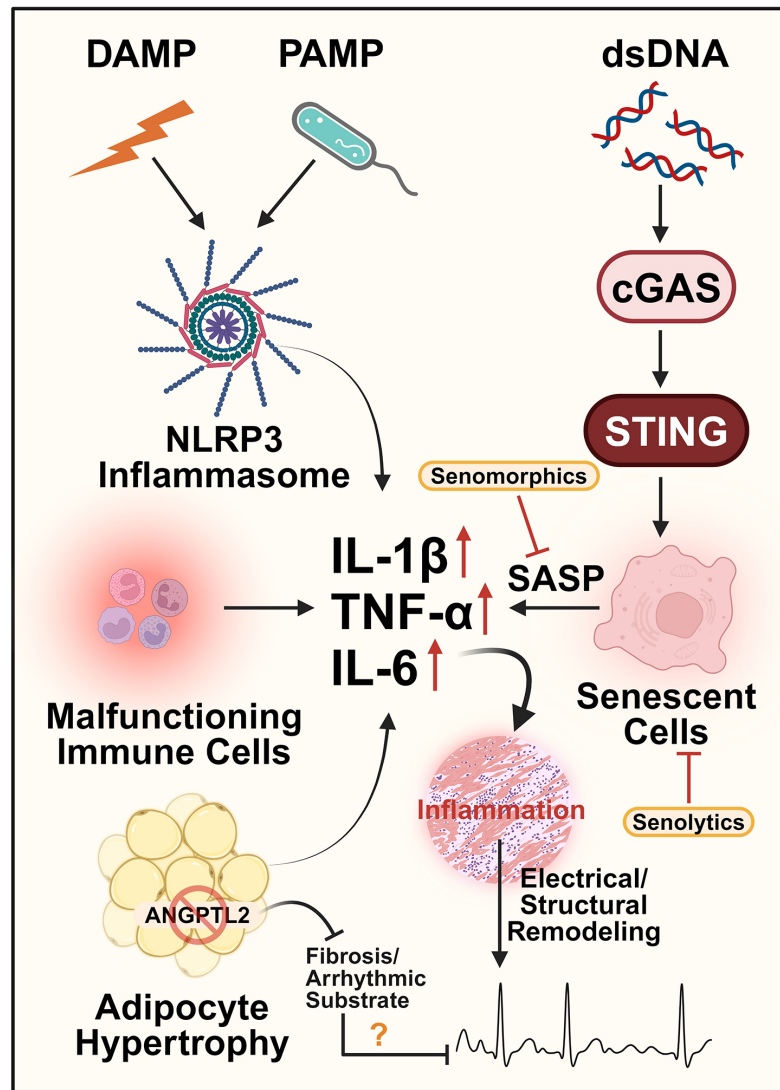 DAMP
PAMP
dsDNA
cGAS
STING
NLRP3
Inflammasome
Senomorphics
IL-1β
TNF-α
IL-6
SASP
Malfunctioning
Immune Cells
Senescent
Cells
Inflammation
Senolytics
ANGPTL2
Electrical/
Structural
Remodeling
Fibrosis/
Arrhythmic
Substrate
Adipocyte
Hypertrophy
?